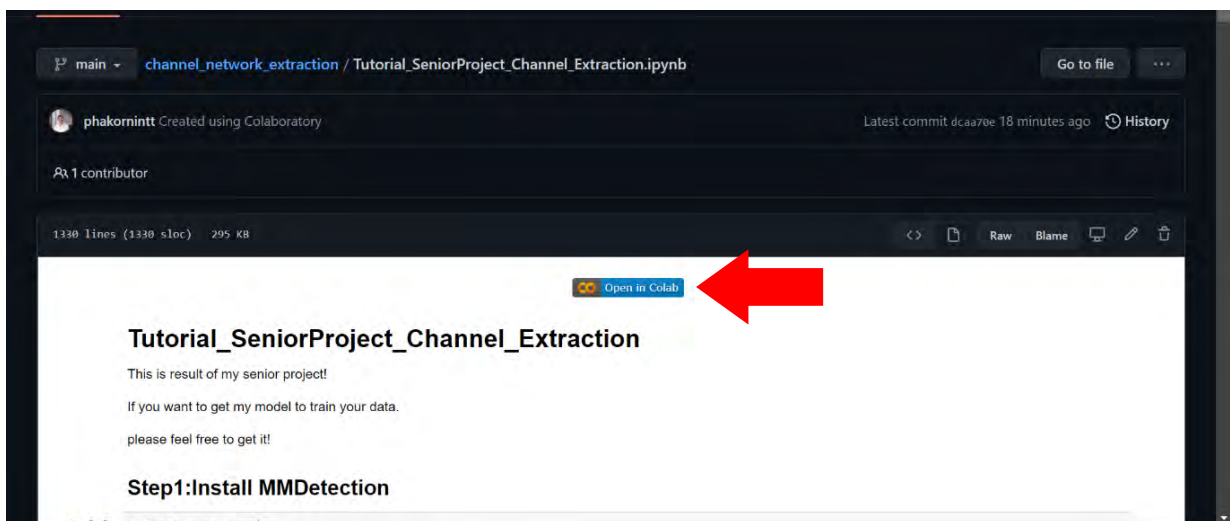 main channel_network_extraction / Tutorial_SeniorProject_Channel_Extraction.ipynb Go to file ...
phakornintt Created using Colaboratory Latest commit dcaa70e 18 minutes ago History
1 contributor
1330 lines (1330 sloc) 295 KB <> Raw Blame
Open in Colab
Tutorial_SeniorProject_Channel_Extraction
This is result of my senior project!
If you want to get my model to train your data.
please feel free to get it!
Step1:Install MMDetection